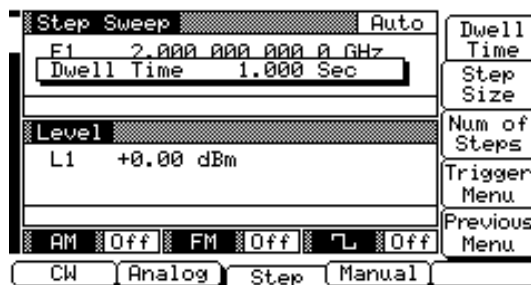 Step Sweep Auto
F1 2.000 000 000 0 GHz
Dwell Time 1.000 Sec
Level
L1 +0.00 dBm
AM Off FM Off Off
CW Analog Step Manual
Dwell
Time
Step
Size
Num of
Steps
Trigger
Menu
Previous
Menu